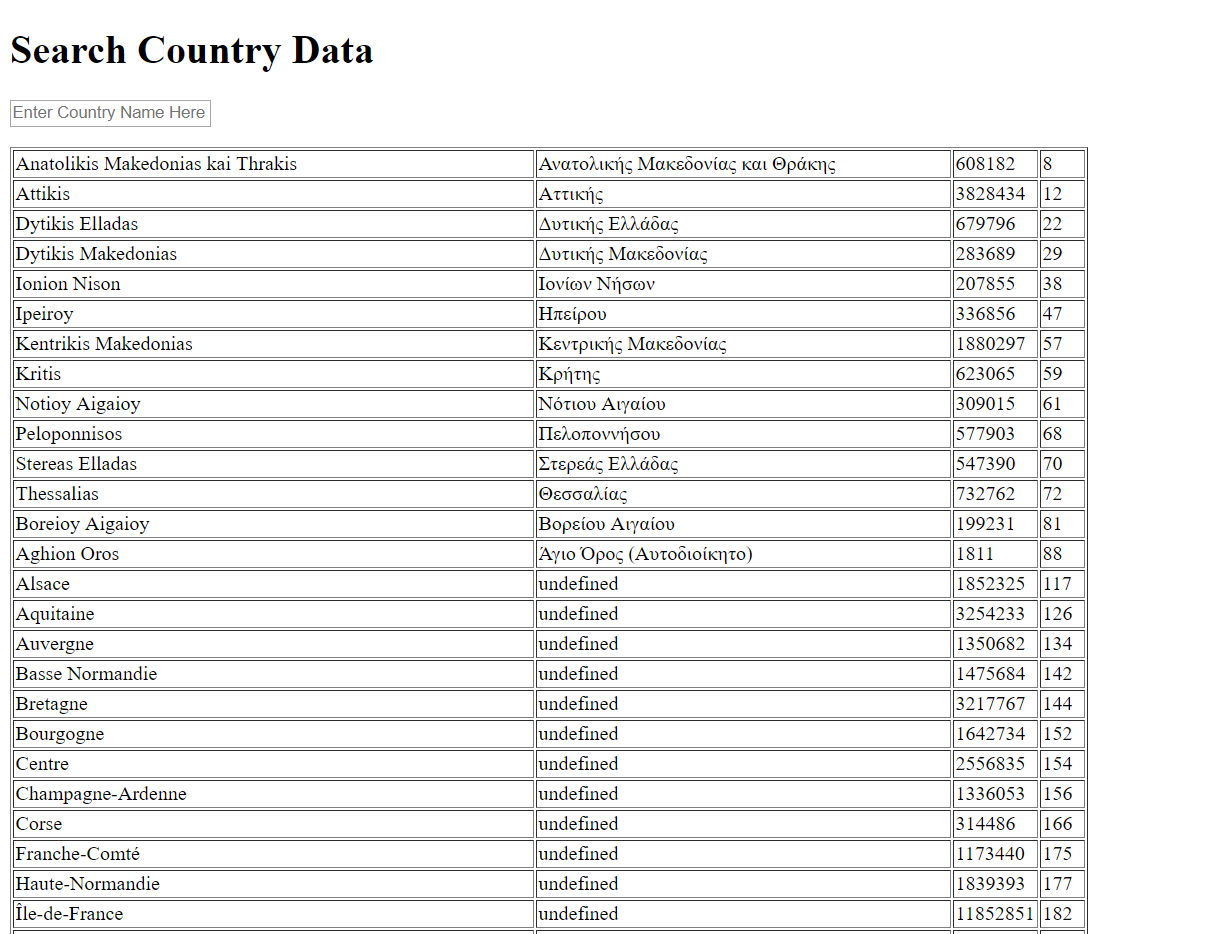 Search Country Data
Enter Country Name Here
Anatolikis Makedonias kai Thrakis Ανατολικής Μακεδονίας και Θράκης 608182 8
Attikis Αττικής 3828434 12
Dytikis Elladas Δυτικής Ελλάδας 679796 22
Dytikis Makedonias Δυτικής Μακεδονίας 283689 29
Ionion Nison Ιονίων Νήσων 207855 38
Ipeiroy Ηπείρου 336856 47
Kentrikis Makedonias Κεντρικής Μακεδονίας 1880297 57
Kritis Κρήτης 623065 59
Notioy Aigaioy Νότιου Αιγαίου 309015 61
Peloponnisos Πελοποννήσου 577903 68
Stereas Elladas Στερεάς Ελλάδας 547390 70
Thessalias Θεσσαλίας 732762 72
Boreioy Aigaioy Βορείου Αιγαίου 199231 81
Aghion Oros Άγιο Όρος (Αυτοδιοίκητο) 1811 88
Alsace undefined 1852325 117
Aquitaine undefined 3254233 126
Auvergne undefined 1350682 134
Basse Normandie undefined 1475684 142
Bretagne undefined 3217767 144
Bourgogne undefined 1642734 152
Centre undefined 2556835 154
Champagne-Ardenne undefined 1336053 156
Corse undefined 314486 166
Franche-Comté undefined 1173440 175
Haute-Normandie undefined 1839393 177
Île-de-France undefined 11852851 182